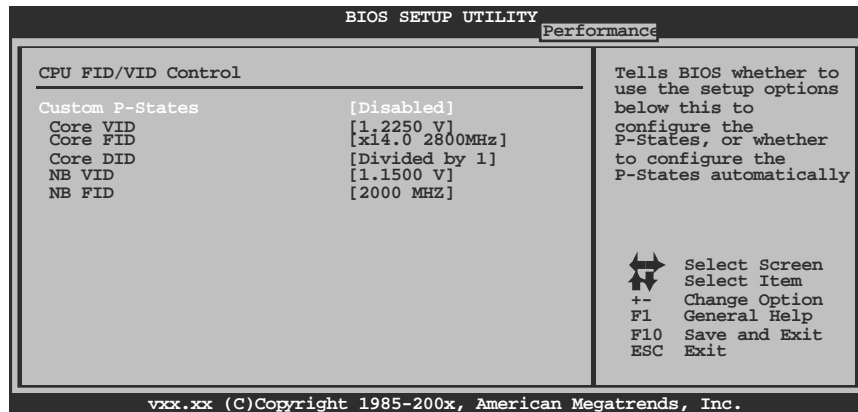 BIOS SETUP UTILITY
Performance
CPU FID/VID Control
Custom P-States [Disabled]
Core VID [1.2250 V]
Core FID [x14.0 2800MHz]
Core DID [Divided by 1]
NB VID [1.1500 V]
NB FID [2000 MHZ]
Tells BIOS whether to
use the setup options
below this to
configure the
P-States, or whether
to configure the
P-States automatically
Select Screen
Select Item
+- Change Option
F1 General Help
F10 Save and Exit
ESC Exit
vxx.xx (C)Copyright 1985-200x, American Megatrends, Inc.